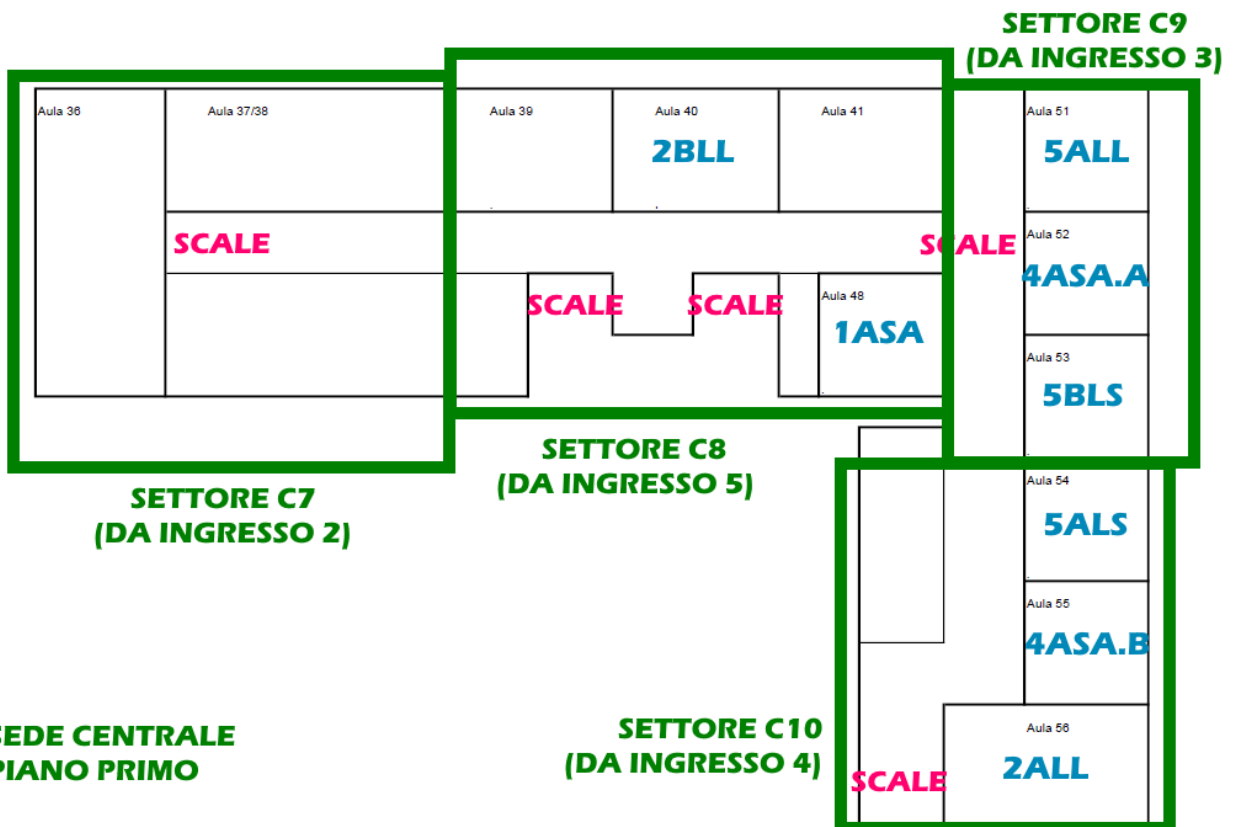 SETTORE C9
(DA INGRESSO 3)
Aula 36
Aula 37/38
Aula 39
Aula 40
Aula 41
Aula 51
2BLL
5ALL
SCALE
SCALE
Aula 52
4ASA.A
SCALE
SCALE
Aula 48
1ASA
Aula 53
5BLS
SETTORE C8
(DA INGRESSO 5)
SETTORE C7
(DA INGRESSO 2)
Aula 54
5ALS
Aula 55
4ASA.B
SEDE CENTRALE
PIANO PRIMO
SETTORE C10
(DA INGRESSO 4)
Aula 56
2ALL
SCALE